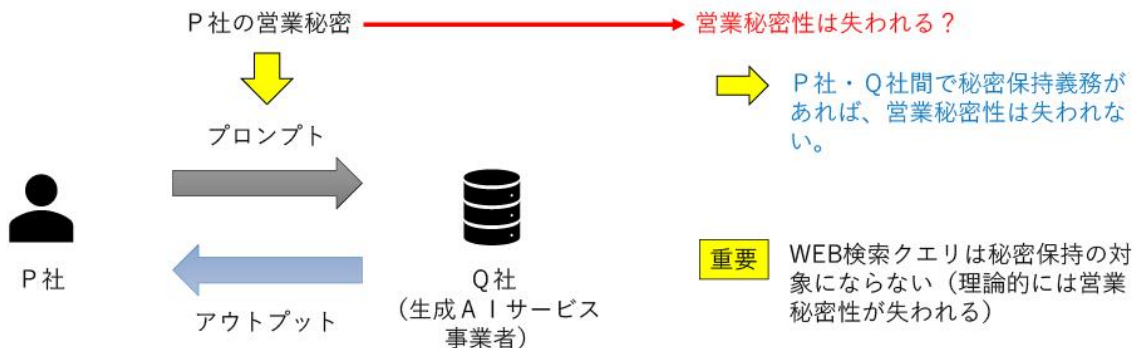 P社の営業秘密
営業秘密性は失われる？
P社・Q社間で秘密保持義務が
あれば、営業秘密性は失われな
い。
プロンプト
P社
アウトプット
Q社
（生成ＡＩサービス
事業者）
重要
WEB検索クエリは秘密保持の対
象にならない（理論的には営業
秘密性が失われる）